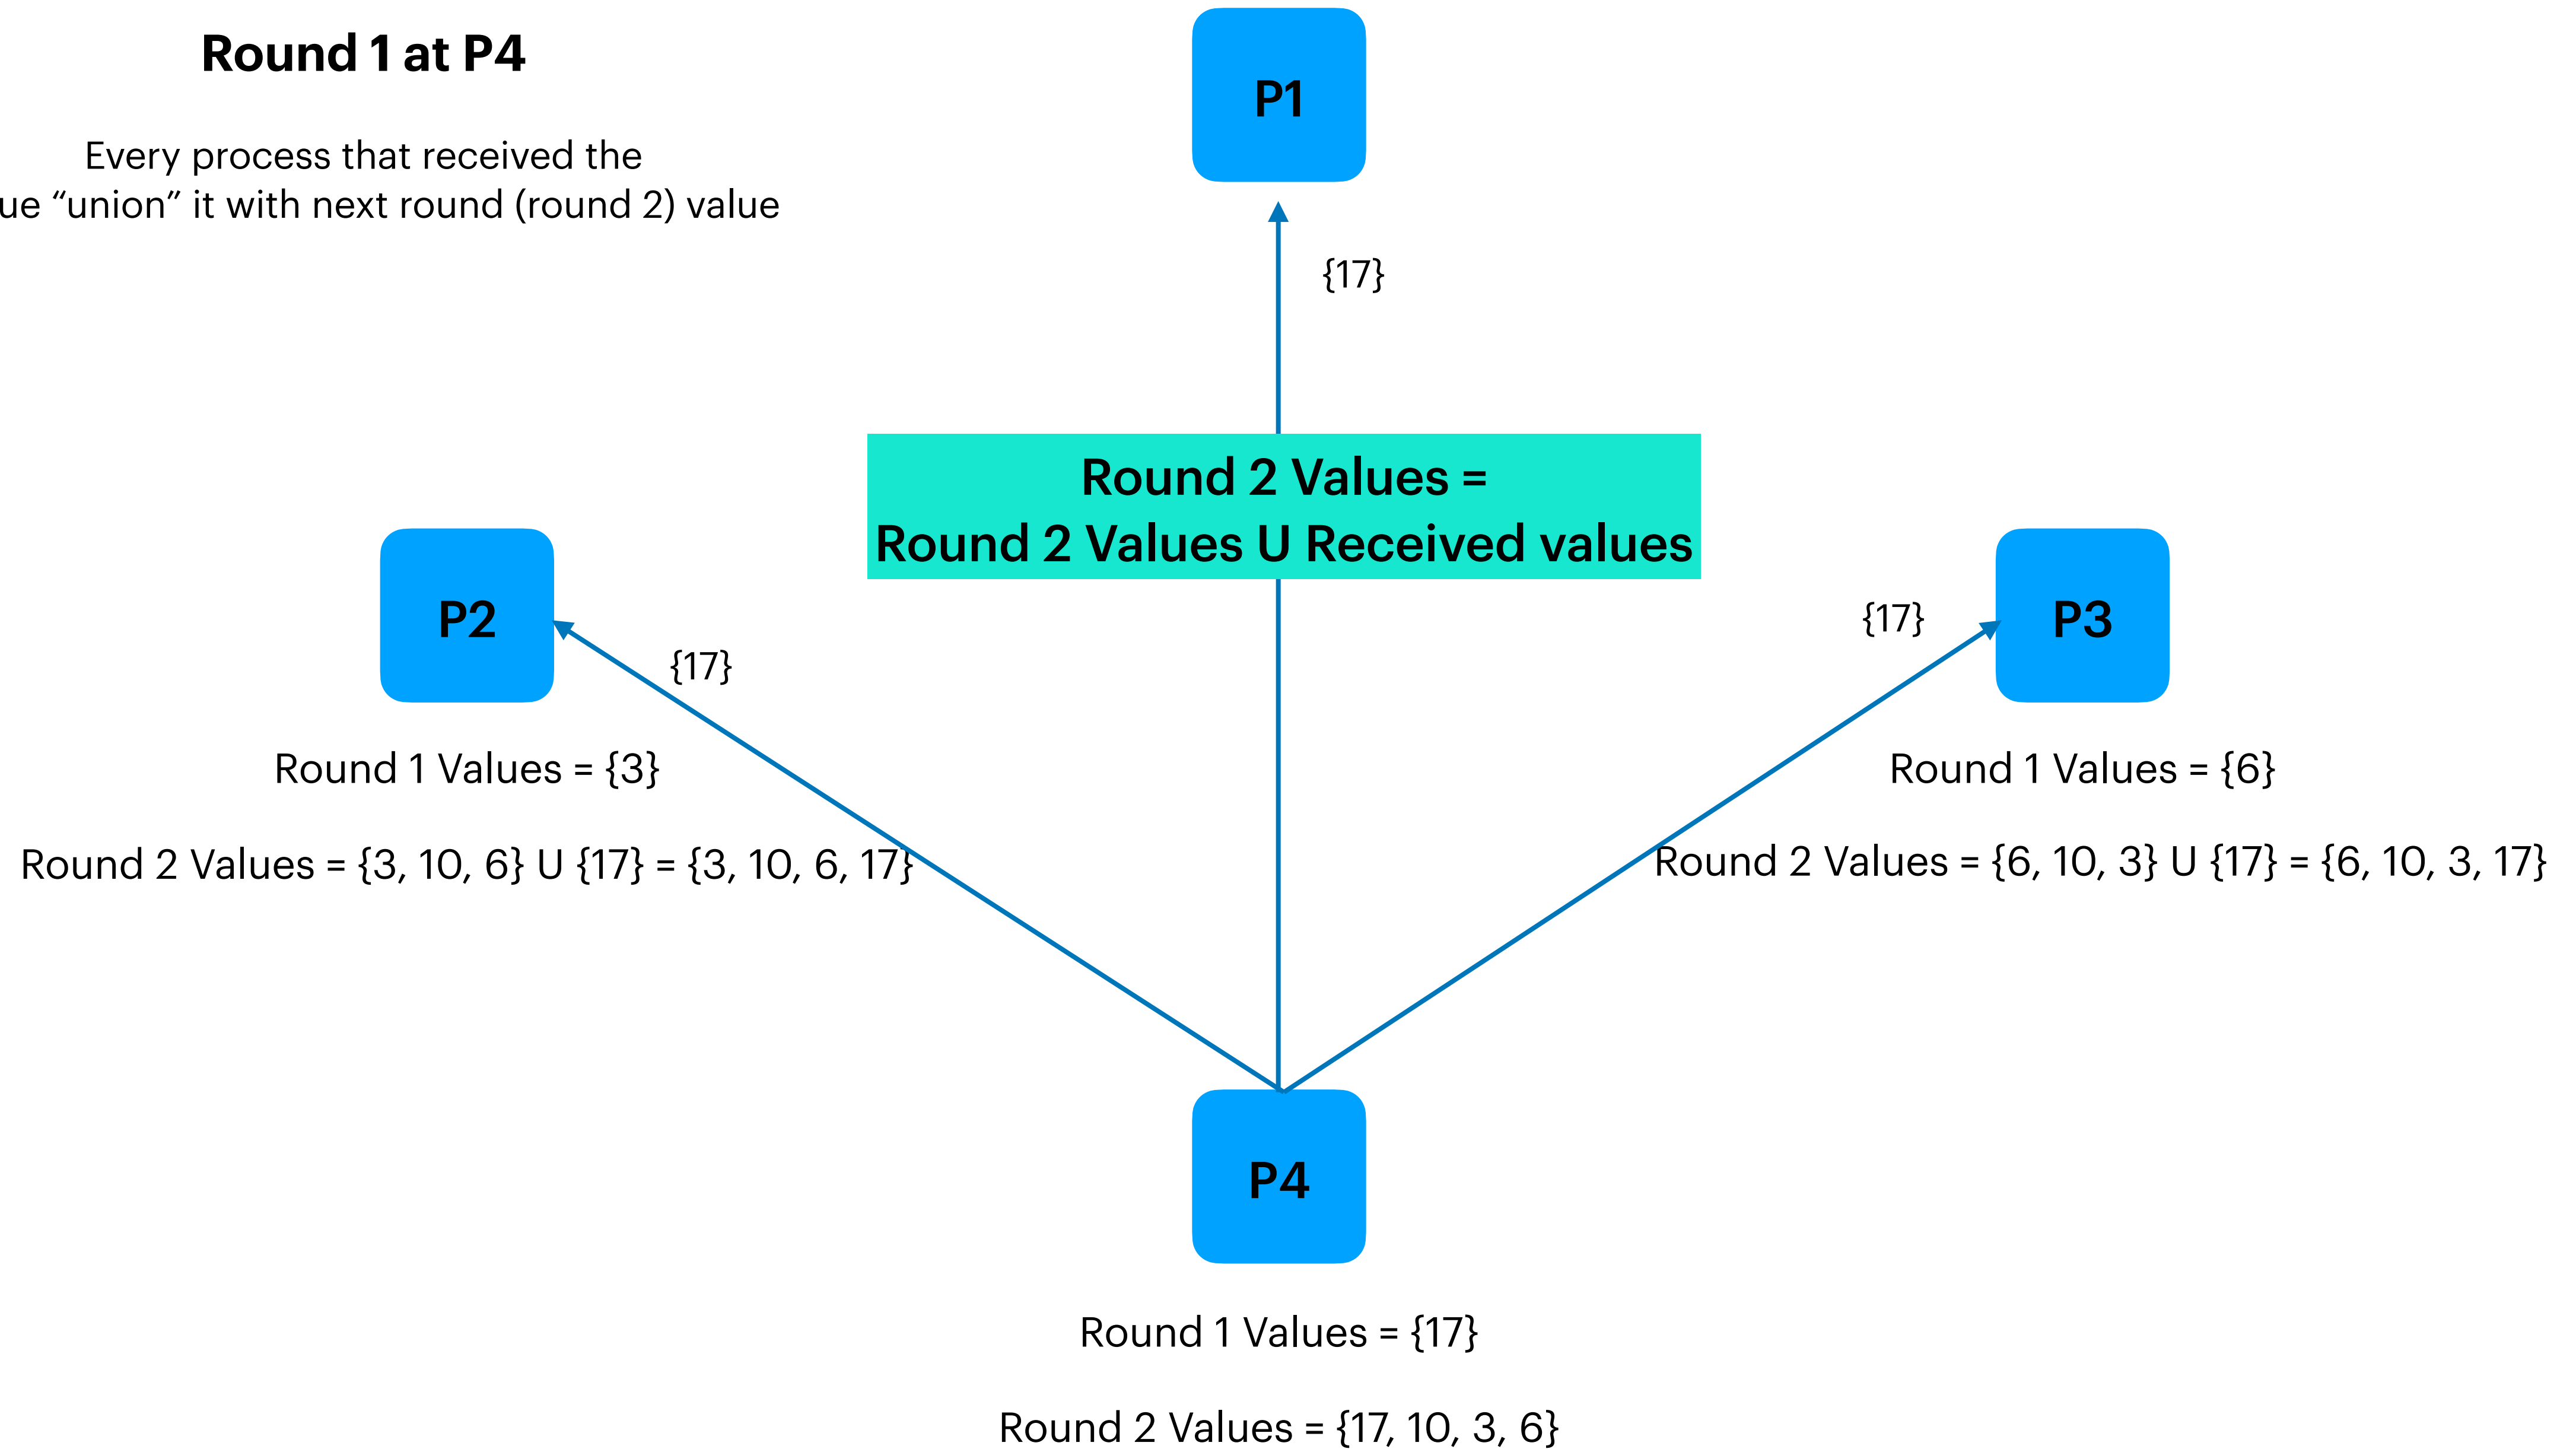 Round 1 at P4
Every process that received the
ue “union” it with next round (round 2) value
P1
{17}
Round 2 Values =
Round 2 Values U Received values
P2
{17}
{17}
P3
Round 1 Values = {3}
Round 1 Values = {6}
Round 2 Values = {3, 10, 6} U {17} = {3, 10, 6, 17}
Round 2 Values = {6, 10, 3} U {17} = {6, 10, 3, 17}
P4
Round 1 Values = {17}
Round 2 Values = {17, 10, 3, 6}